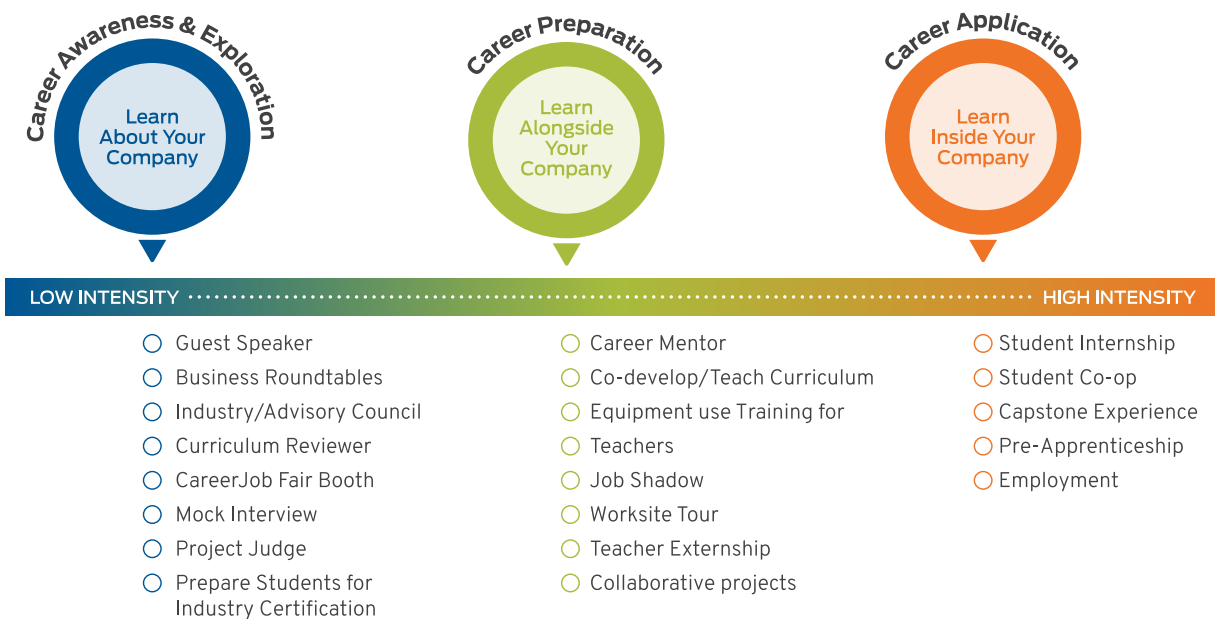 Career Awareness & Exploration
Learn
About Your
Company
Career Preparation
Learn
Alongside
Your
Company
Career Application
Learn
Inside Your
Company
LOW INTENSITY
HIGH INTENSITY
Guest Speaker
Business Roundtables
Industry/Advisory Council
Curriculum Reviewer
CareerJob Fair Booth
Mock Interview
Project Judge
Prepare Students for
Industry Certification
Career Mentor
Co-develop/Teach Curriculum
Equipment use Training for
Teachers
Job Shadow
Worksite Tour
Teacher Externship
Collaborative projects
Student Internship
Student Co-op
Capstone Experience
Pre-Apprenticeship
Employment